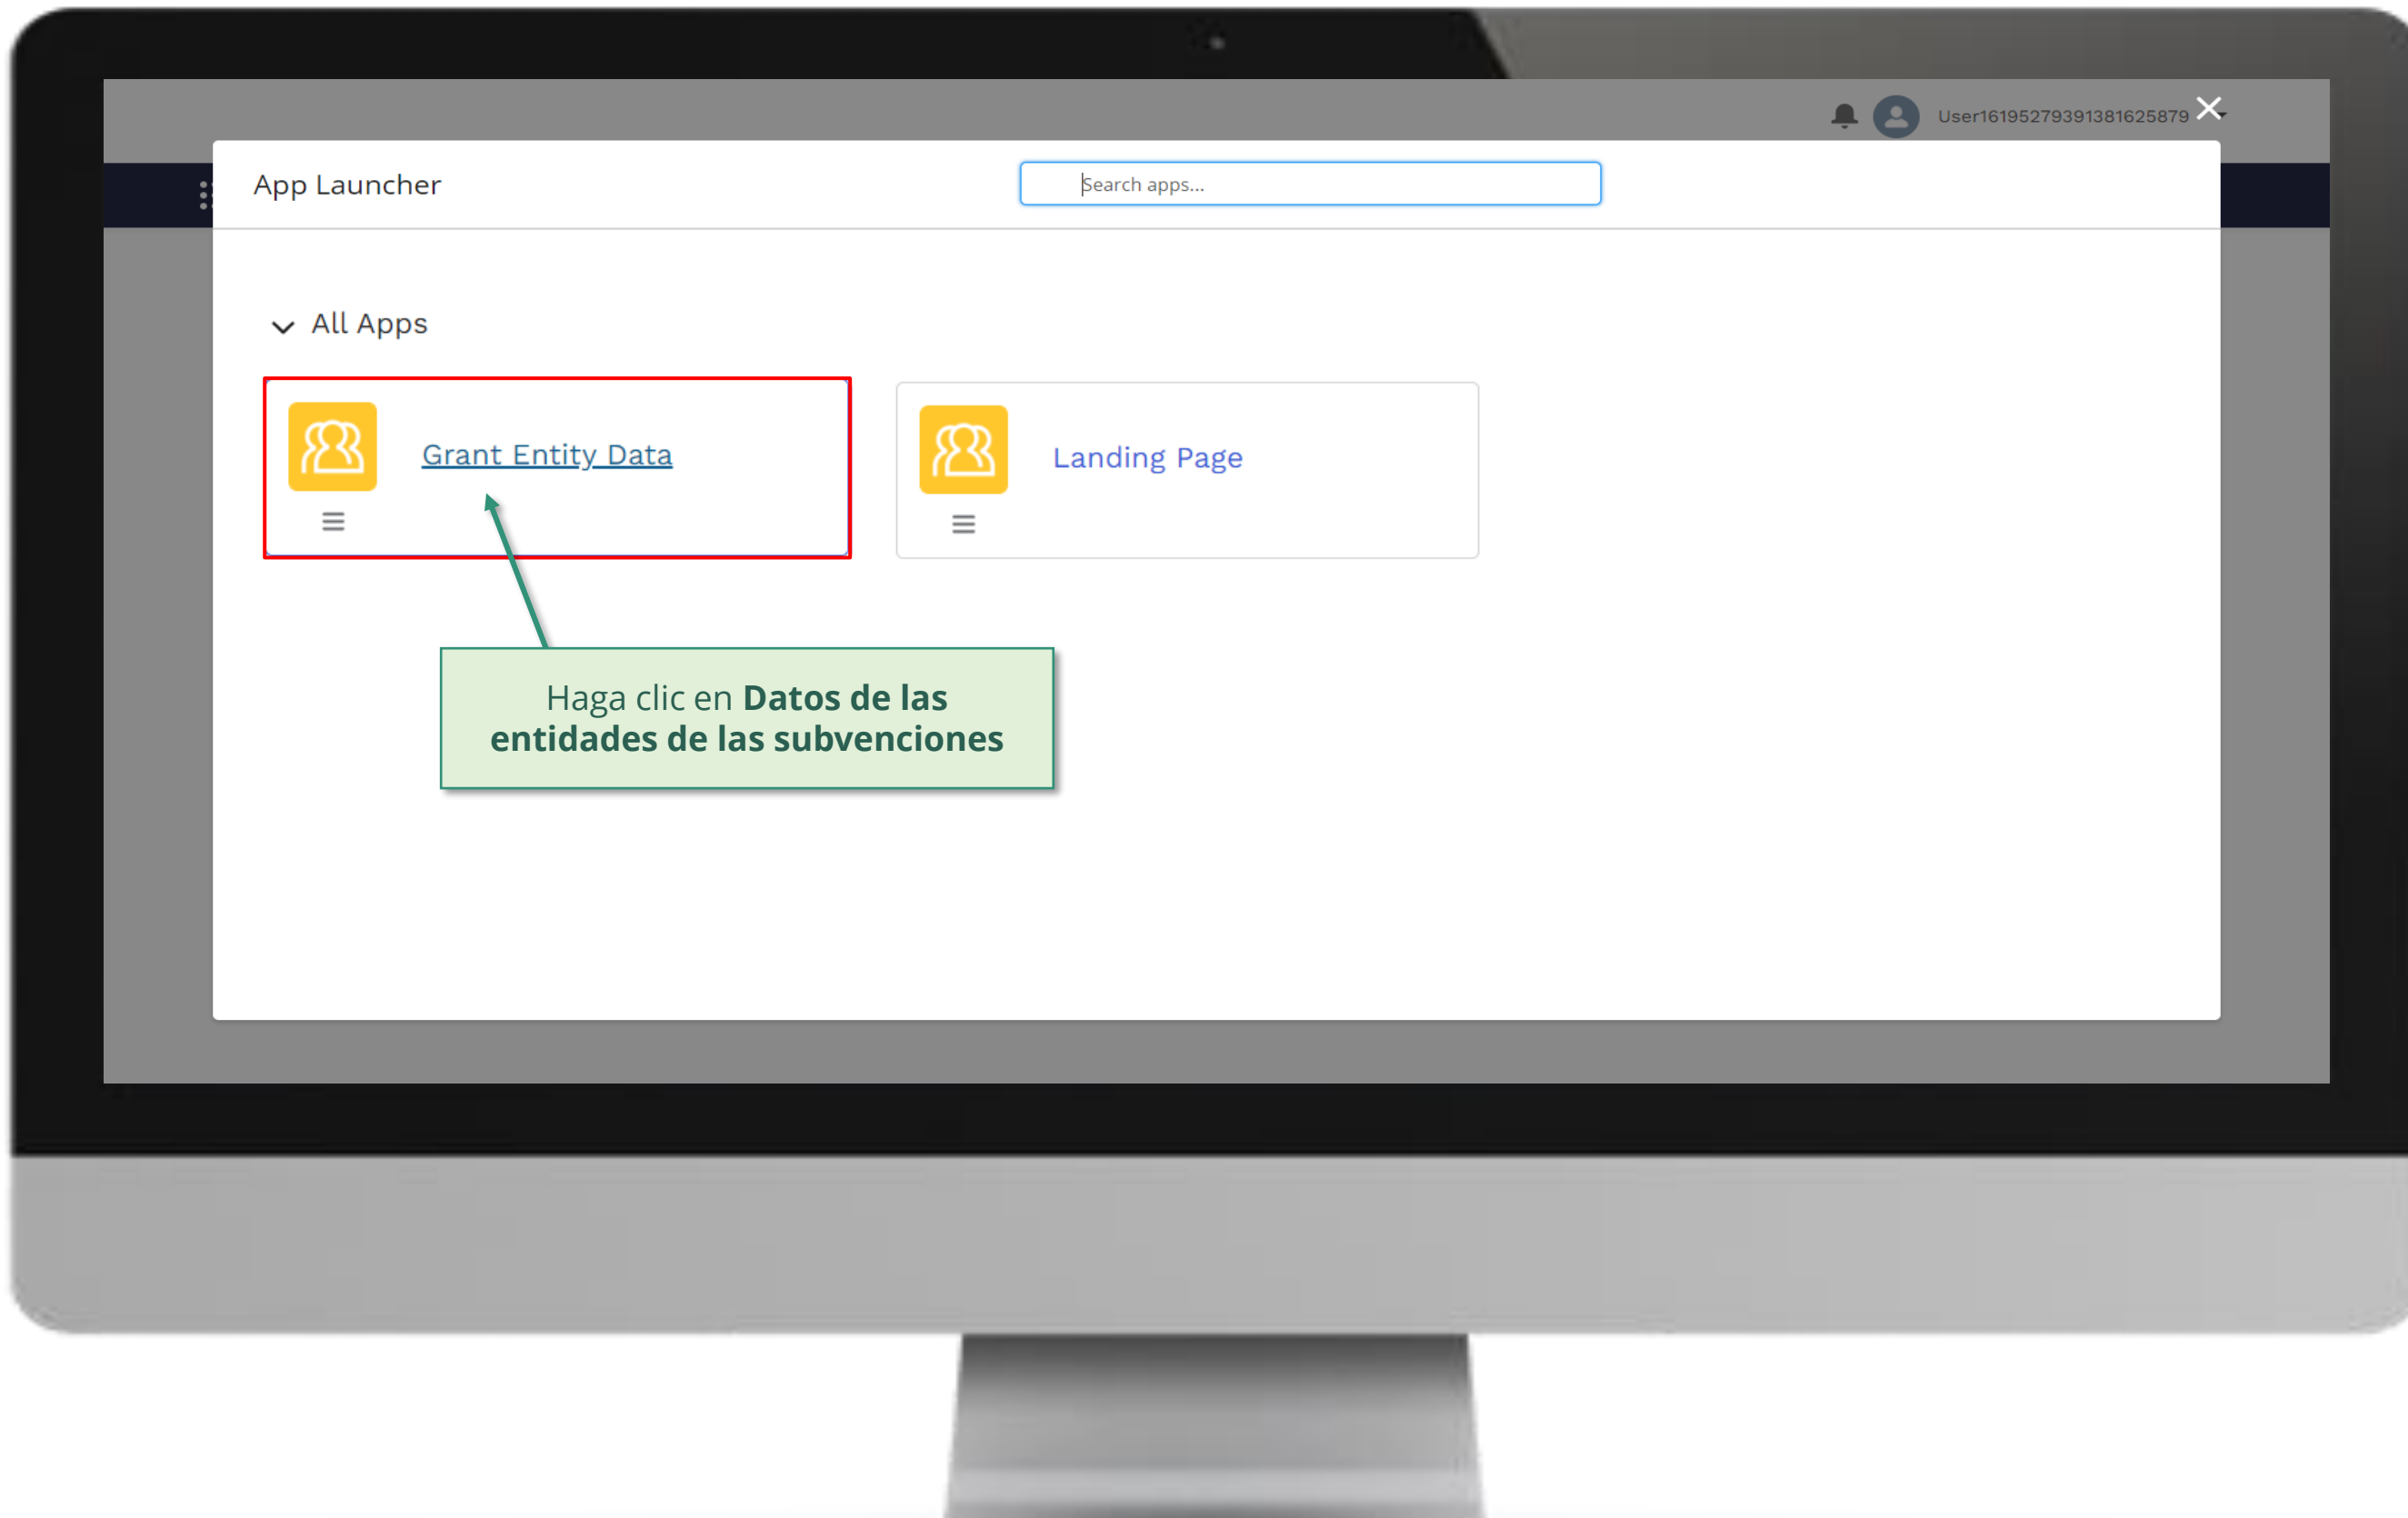 User16195279391381625879
App Launcher
Search apps...
All Apps
Grant Entity Data
Landing Page
Haga clic en Datos de las
entidades de las subvenciones